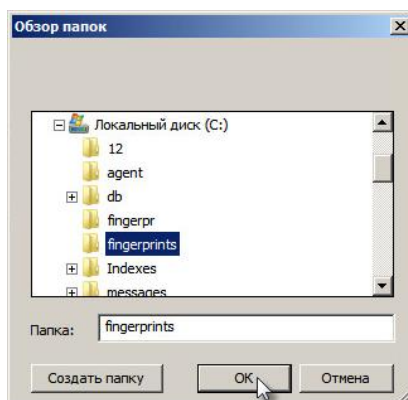 Обзор папок
Локальный диск (C:)
12
agent
db
fingerpr
fingerprints
Indexes
messages
Папка: fingerprints
Создать папку OK Отмена